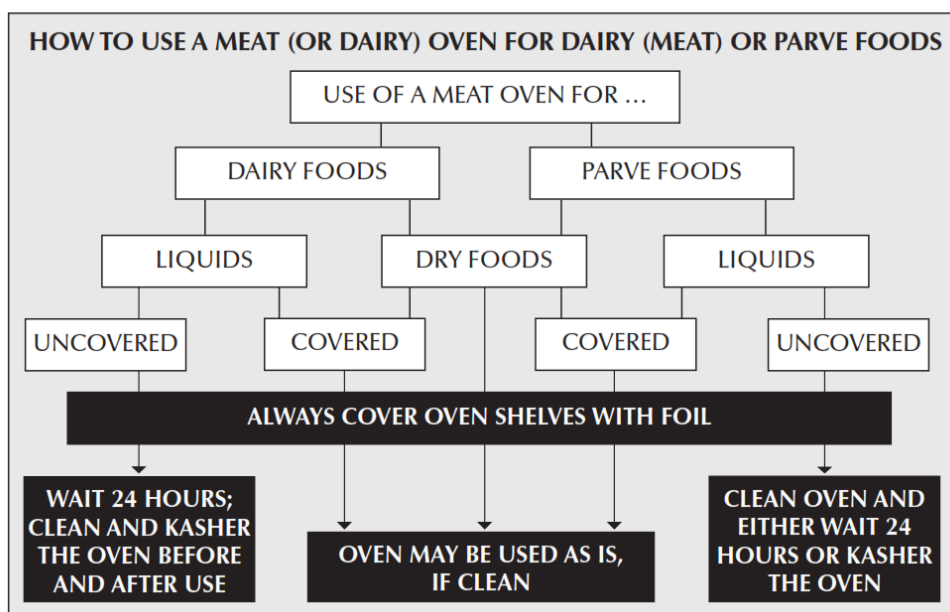 HOW TO USE A MEAT (OR DAIRY) OVEN FOR DAIRY (MEAT) OR PARVE FOODS
USE OF A MEAT OVEN FOR ...
DAIRY FOODS
PARVE FOODS
LIQUIDS
DRY FOODS
LIQUIDS
UNCOVERED
COVERED
COVERED
UNCOVERED
ALWAYS COVER OVEN SHELVES WITH FOIL
WAIT 24 HOURS;
CLEAN AND KASHER
THE OVEN BEFORE
AND AFTER USE
OVEN MAY BE USED AS IS,
IF CLEAN
CLEAN OVEN AND
EITHER WAIT 24
HOURS OR KASHER
THE OVEN